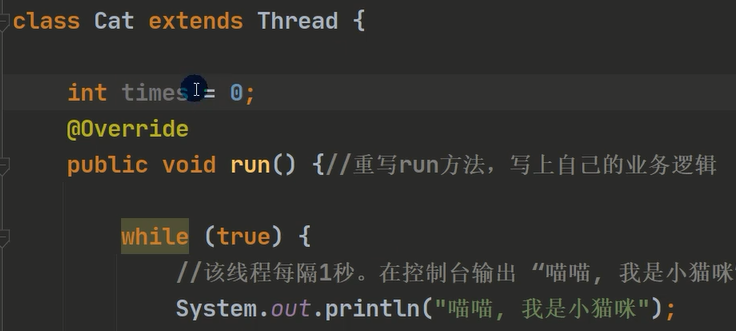 class Cat extends Thread {
int times = 0;
@Override
public void run() {//重写run方法，写上自己的业务逻辑
while (true) {
//该线程每隔1秒。在控制台输出 “喵喵, 我是小猫咪
System.out.println("喵喵, 我是小猫咪");